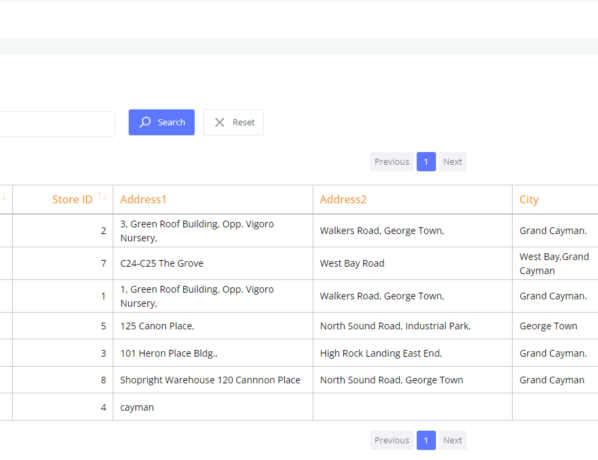 Search Reset
Previous 1 Next
Store ID Address1 Address2 City
2 3, Green Roof Building, Opp. Vigoro Nursery, Walkers Road, George Town, Grand Cayman.
7 C24-C25 The Grove West Bay Road West Bay,Grand Cayman
1 1, Green Roof Building, Opp. Vigoro Nursery, Walkers Road, George Town, Grand Cayman.
5 125 Canon Place, North Sound Road, Industrial Park, George Town
3 101 Heron Place Bldg., High Rock Landing East End, Grand Cayman.
8 Shopright Warehouse 120 Cannnon Place North Sound Road, George Town Grand Cayman
4 cayman
Previous 1 Next